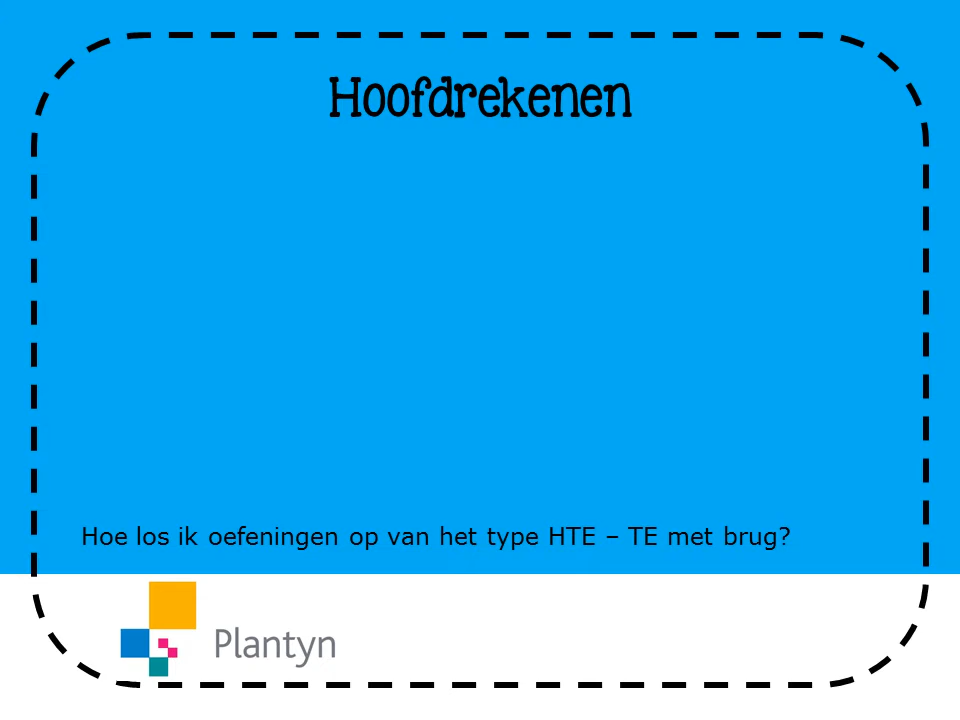 Hoofdrekenen
Hoe los ik oefeningen op van het type HTE – TE met brug?
Plantyn